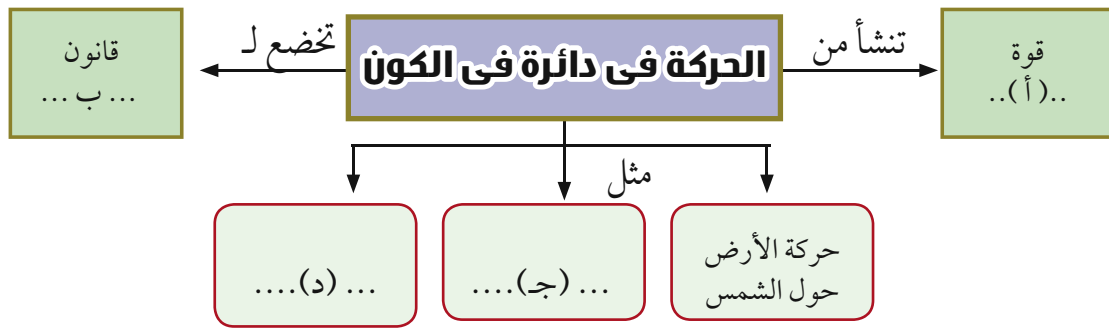 الحركة فى دائرة فى الكون
تنشأ من
قوة
..(أ)..
تخضع لـ
قانون
... ب ...
مثل
حركة الأرض
حول الشمس
... (جـ)....
... (د)....